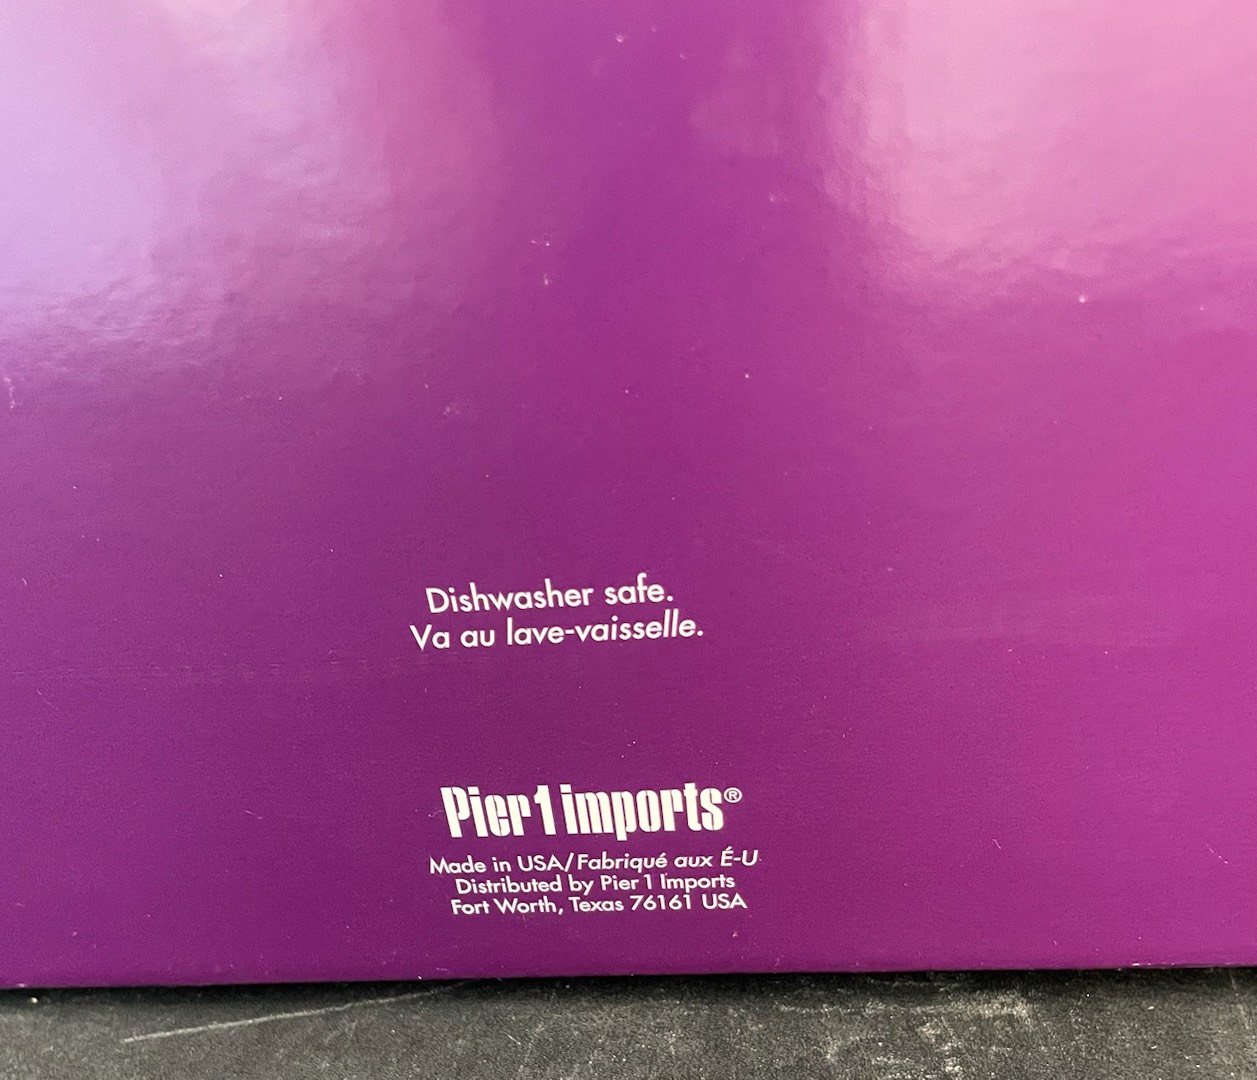 Dishwasher safe.
Va au lave-vaisselle.
Pier 1 imports®
Made in USA/Fabriqué aux É-U
Distributed by Pier 1 Imports
Fort Worth, Texas 76161 USA